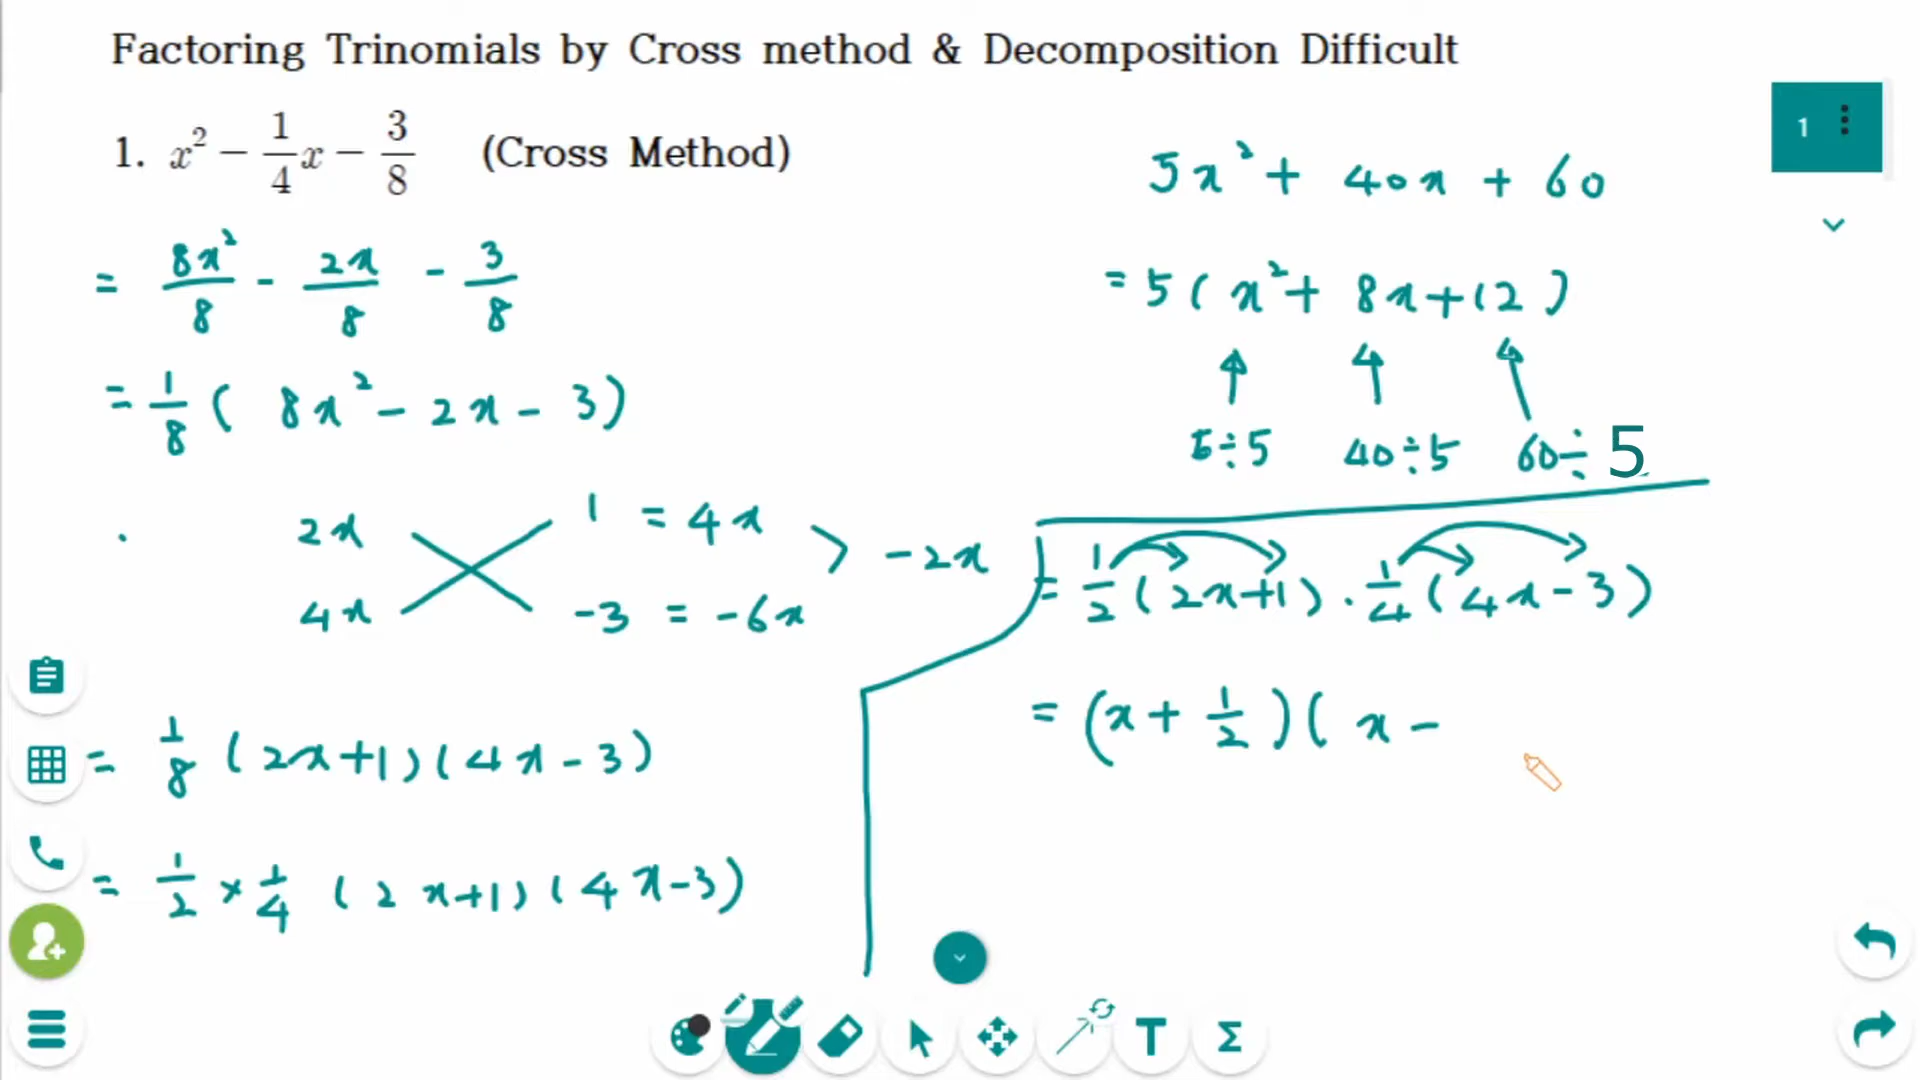 Factoring Trinomials by Cross method & Decomposition Difficult
1
1. x² − 1/4 x − 3/8 (Cross Method)
= 8x²/8 - 2x/8 - 3/8
= 1/8 ( 8x² - 2x - 3 )
2x 1 = 4x > -2x
4x -3 = -6x
= 1/8 (2x+1)(4x-3)
= 1/2 × 1/4 (2x+1)(4x-3)
5x² + 40x + 60
= 5 ( x² + 8x + 12 )
5÷5 40÷5 60÷5
= 1/2 (2x+1) · 1/4 (4x-3)
= (x + 1/2)( x -
T Σ